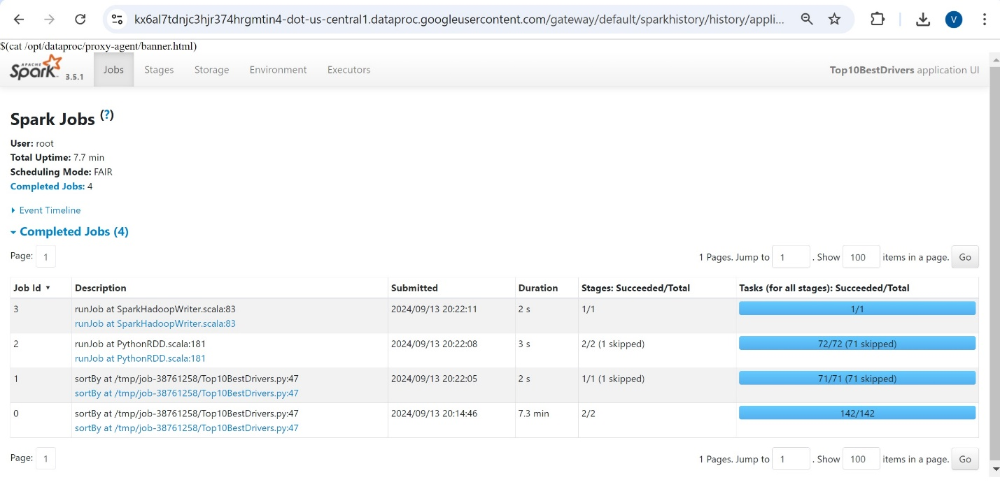 kx6al7tdnjc3hjr374hrgmtin4-dot-us-central1.dataproc.googleusercontent.com/gateway/default/sparkhistory/history/appli... V
$(cat /opt/dataproc/proxy-agent/banner.html)
APACHE Spark 3.5.1 Jobs Stages Storage Environment Executors Top10BestDrivers application UI
Spark Jobs (?)
User: root
Total Uptime: 7.7 min
Scheduling Mode: FAIR
Completed Jobs: 4
Event Timeline
Completed Jobs (4)
Page: 1 1 Pages. Jump to 1 . Show 100 items in a page. Go
Job Id ▾ Description Submitted Duration Stages: Succeeded/Total Tasks (for all stages): Succeeded/Total
3 runJob at SparkHadoopWriter.scala:83 2024/09/13 20:22:11 2 s 1/1 1/1
runJob at SparkHadoopWriter.scala:83
2 runJob at PythonRDD.scala:181 2024/09/13 20:22:08 3 s 2/2 (1 skipped) 72/72 (71 skipped)
runJob at PythonRDD.scala:181
1 sortBy at /tmp/job-38761258/Top10BestDrivers.py:47 2024/09/13 20:22:05 2 s 1/1 (1 skipped) 71/71 (71 skipped)
sortBy at /tmp/job-38761258/Top10BestDrivers.py:47
0 sortBy at /tmp/job-38761258/Top10BestDrivers.py:47 2024/09/13 20:14:46 7.3 min 2/2 142/142
sortBy at /tmp/job-38761258/Top10BestDrivers.py:47
Page: 1 1 Pages. Jump to 1 . Show 100 items in a page. Go